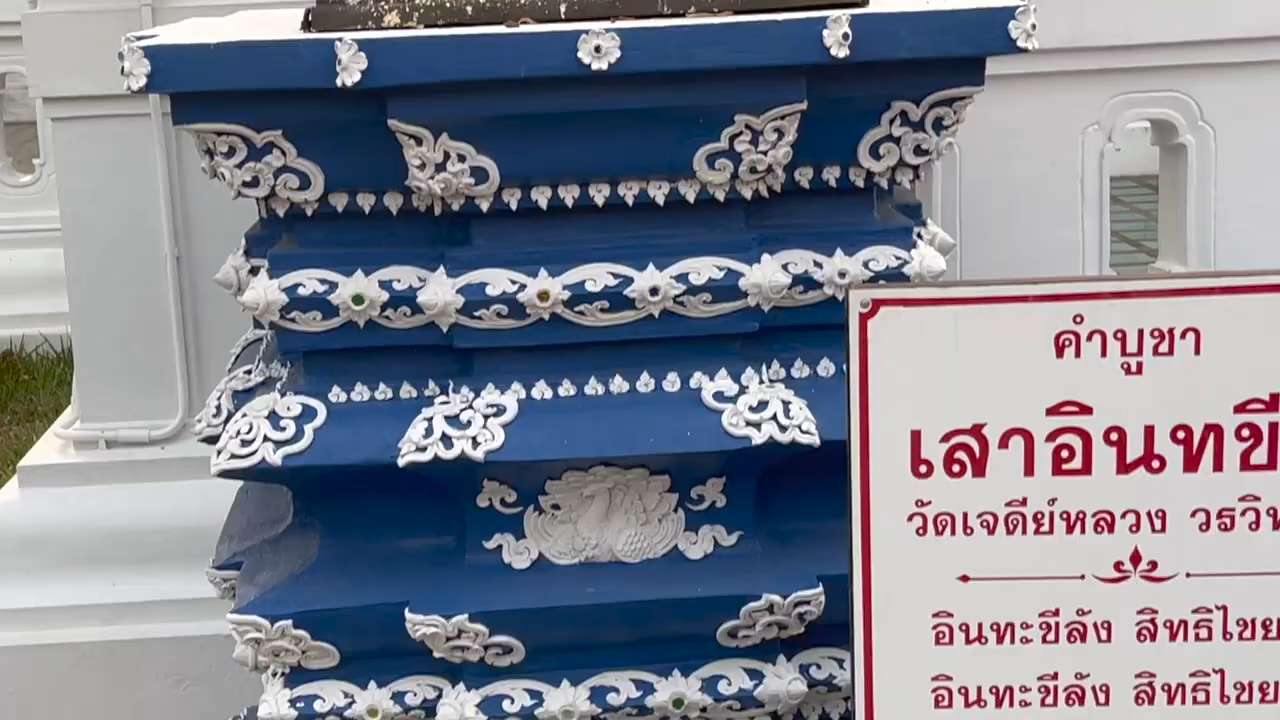 คำบูชา
เสาอินทขี
วัดเจดีย์หลวง วรวิห
อินทะขีลัง สิทธิไชย
อินทะขีลัง สิทธิไชย